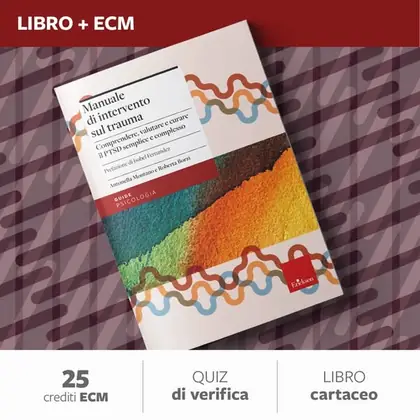 LIBRO + ECM
Manuale
di intervento
sul trauma
Comprendere, valutare e curare
il PTSD semplice e complesso
Prefazione di Isabel Fernandez
Antonella Montano e Roberta Borzì
GUIDE
PSICOLOGIA
Erickson
25
crediti ECM
QUIZ
di verifica
LIBRO
cartaceo